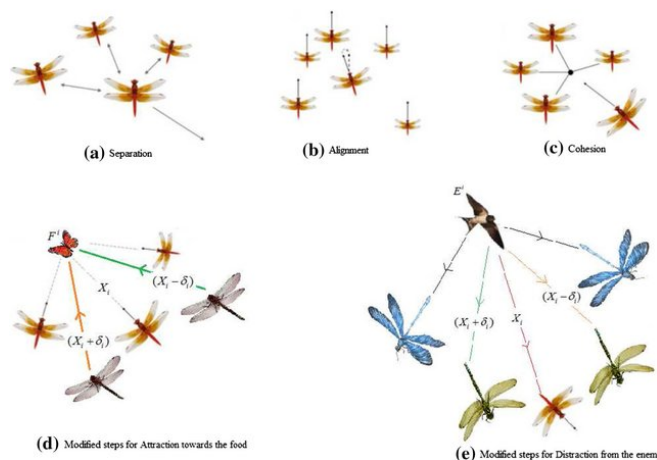 (a) Separation
(b) Alignment
(c) Cohesion
F^i
(X_i − δ_i)
X_i
(X_i + δ_i)
(d) Modified steps for Attraction towards the food
E^i
(X_i − δ_i)
(X_i + δ_i)
X_i
(e) Modified steps for Distraction from the enem